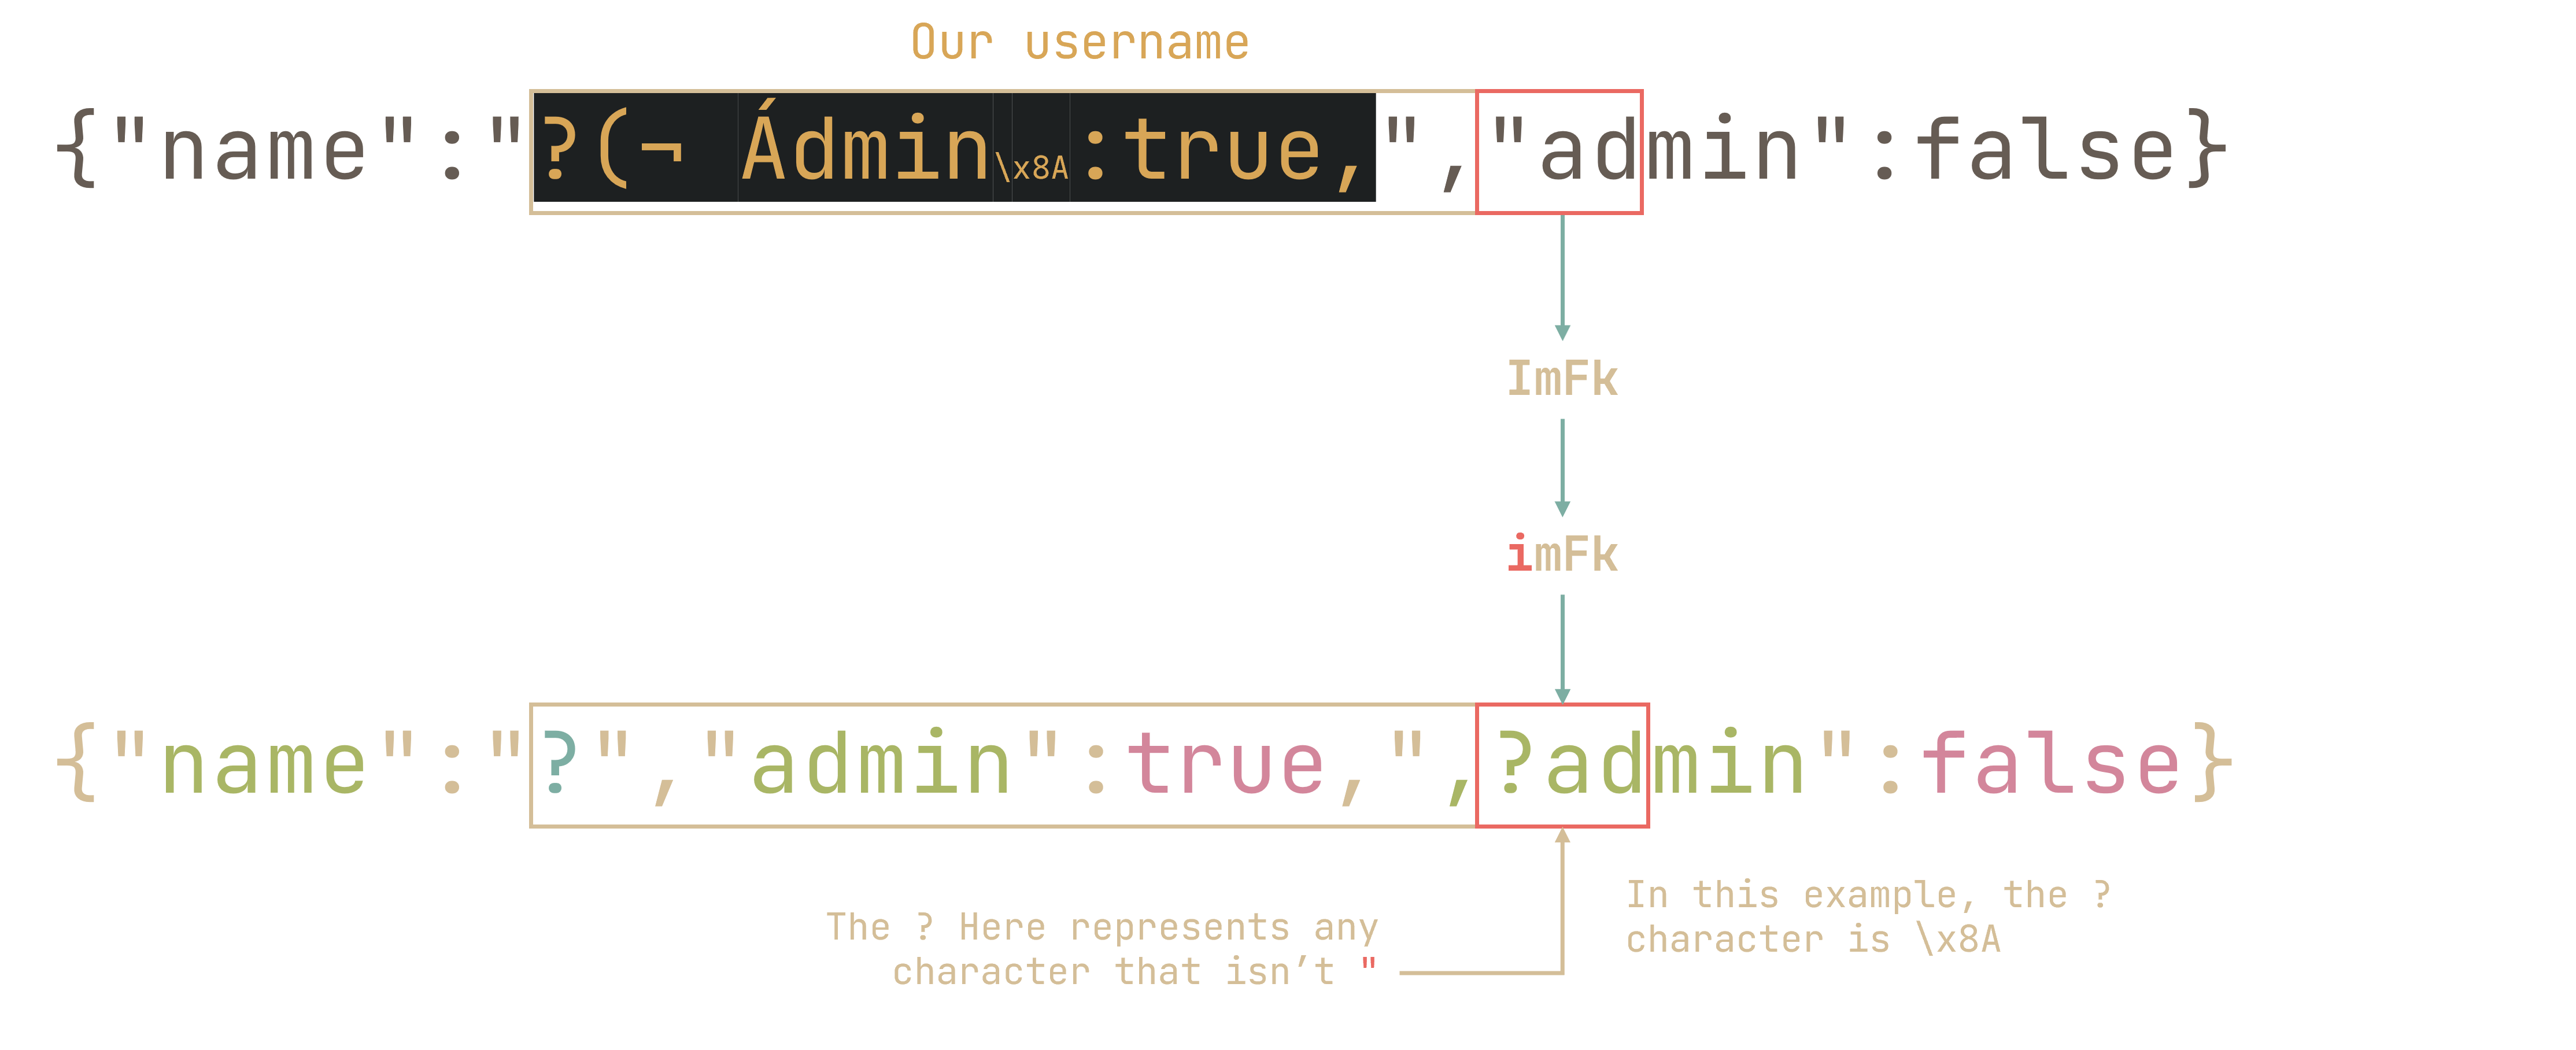 Our username
{"name":"?(¬ Ádmin\x8A:true,","admin":false}
ImFk
imFk
{"name":"?","admin":true,",?admin":false}
The ? Here represents any
character that isn’t "
In this example, the ?
character is \x8A